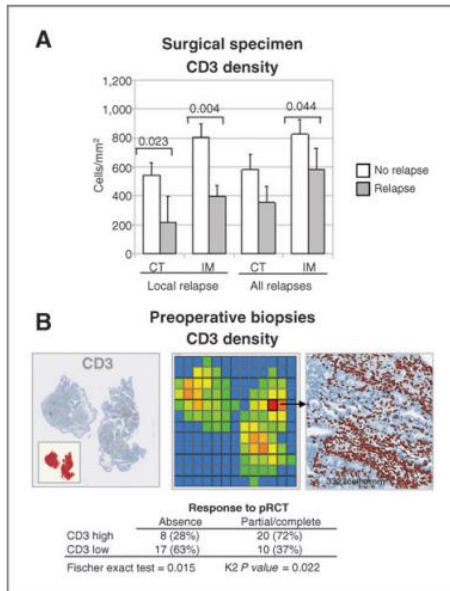 A
Surgical specimen
CD3 density
1,200
1,000
800
600
400
200
0
Cells/mm²
0.023
0.004
0.044
CT
IM
CT
IM
Local relapse
All relapses
No relapse
Relapse
B
Preoperative biopsies
CD3 density
CD3
Response to pRCT
Absence
Partial/complete
CD3 high
8 (28%)
20 (72%)
CD3 low
17 (63%)
10 (37%)
Fischer exact test = 0.015
K2 P value = 0.022